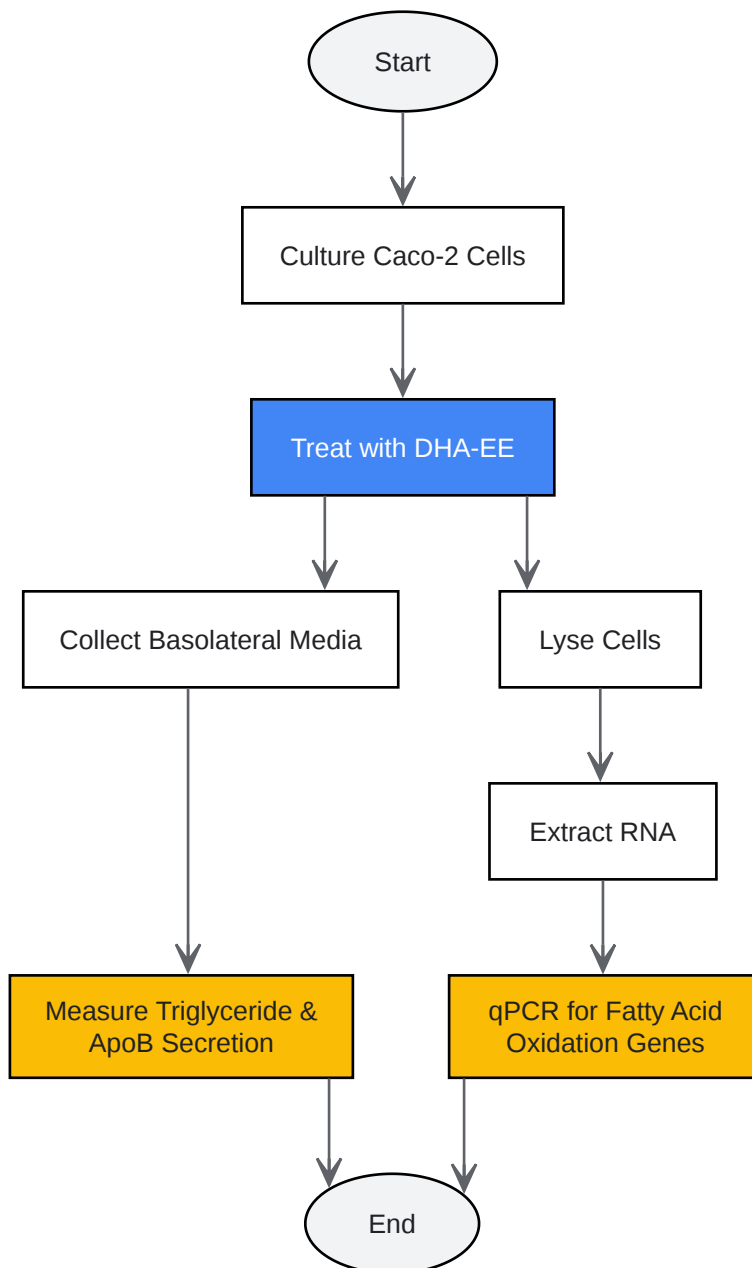 Start
Culture Caco-2 Cells
Treat with DHA-EE
Collect Basolateral Media
Lyse Cells
Extract RNA
Measure Triglyceride &
ApoB Secretion
qPCR for Fatty Acid
Oxidation Genes
End